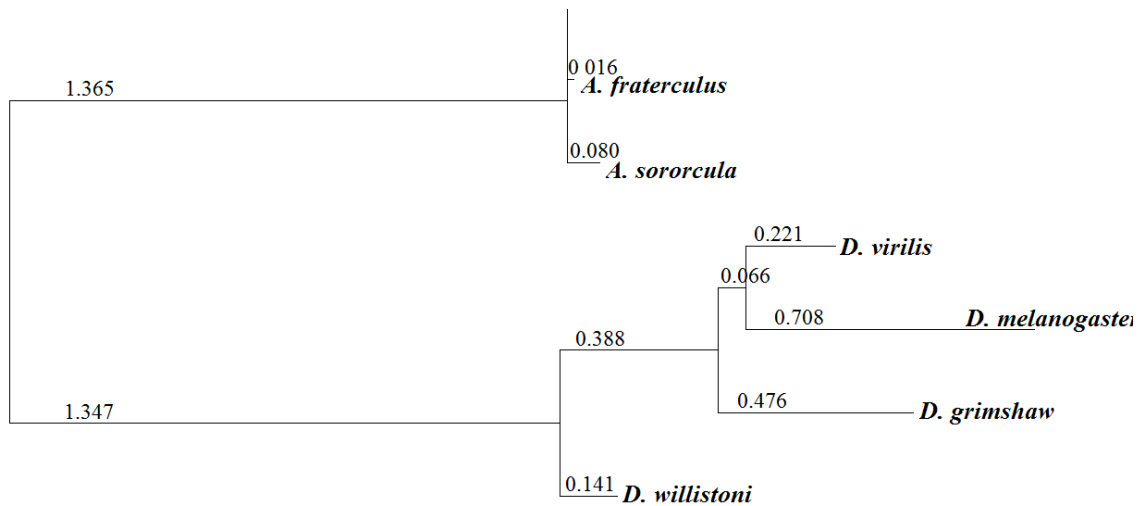 0 016
A. fraterculus
1.365
0.080
A. sororcula
0.221
D. virilis
0.066
0.708
D. melanogaster
0.388
0.476
D. grimshaw
1.347
0.141
D. willistoni